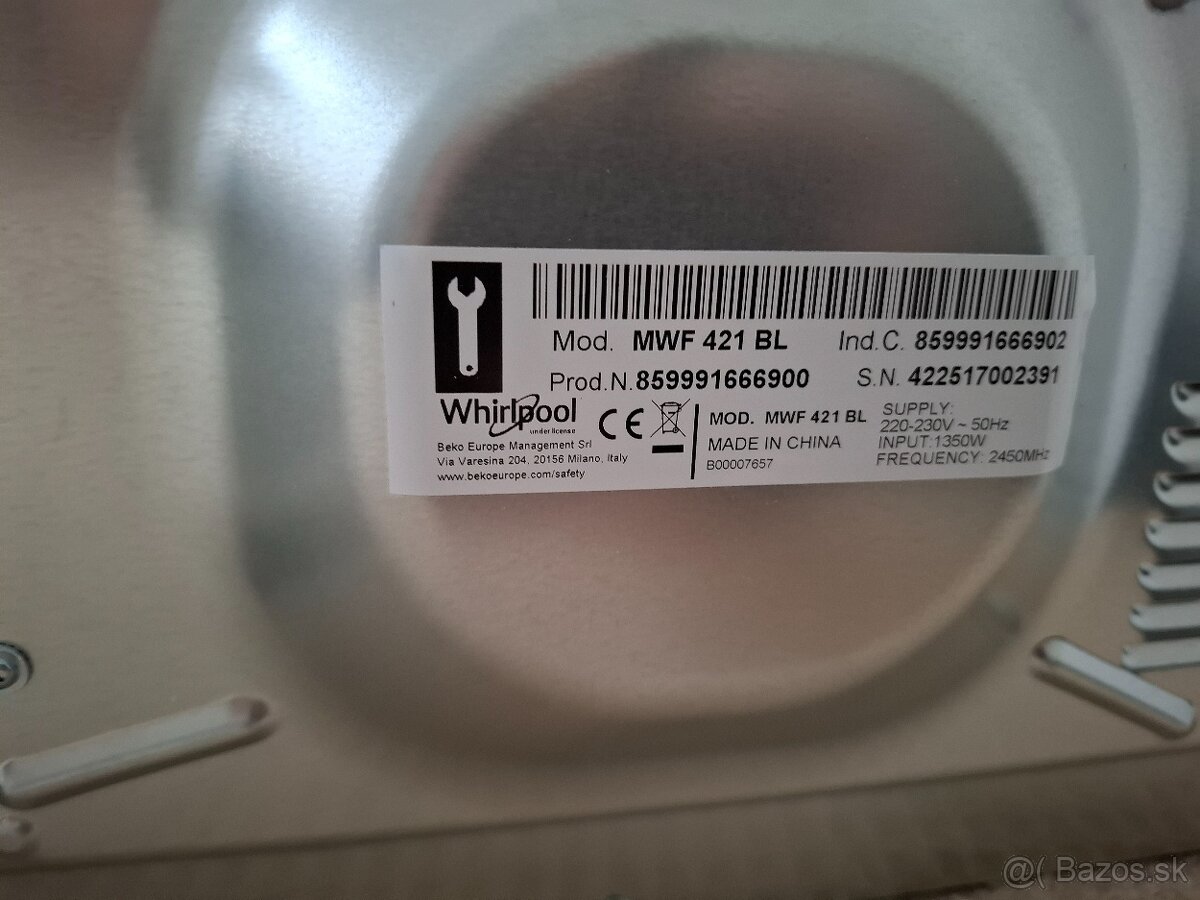 Mod. MWF 421 BL Ind.C. 859991666902
Prod.N.859991666900 S.N. 422517002391
Whirlpool
under license
CE
Beko Europe Management Srl
Via Varesina 204, 20156 Milano, Italy
www.bekoeurope.com/safety
MOD. MWF 421 BL
MADE IN CHINA
B00007657
SUPPLY:
220-230V ~ 50Hz
INPUT:1350W
FREQUENCY: 2450MHz
@( Bazos.sk